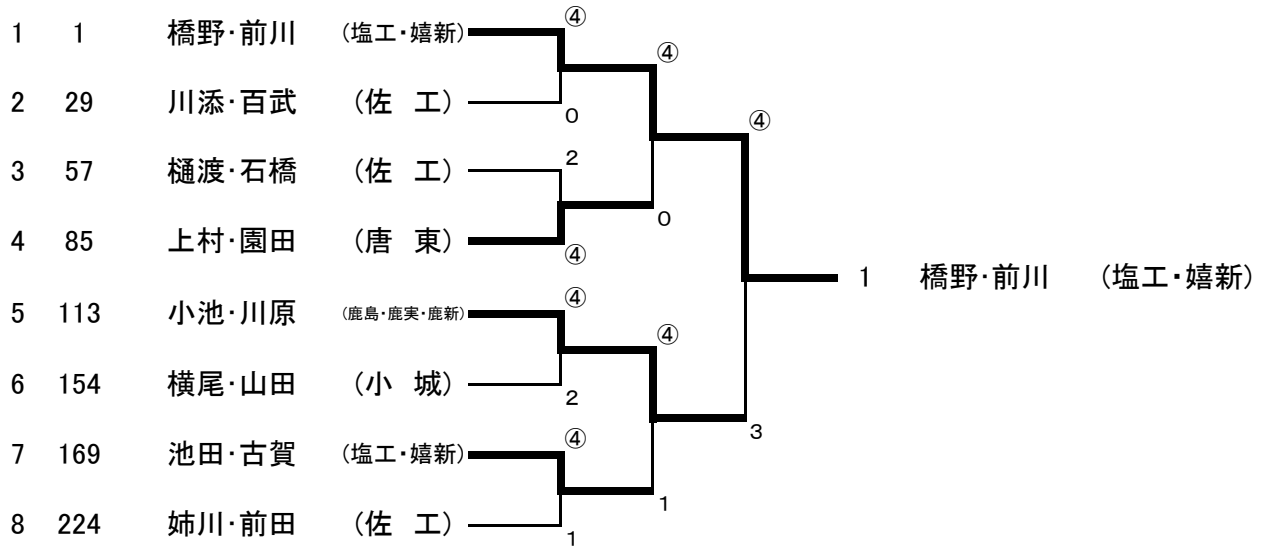 ④
1 1 橋野・前川 (塩工・嬉新)
④
2 29 川添・百武 (佐 工)
0
④
2
3 57 樋渡・石橋 (佐 工)
0
4 85 上村・園田 (唐 東)
④
1 橋野・前川 (塩工・嬉新)
④
5 113 小池・川原 (鹿島・鹿実・鹿新)
④
6 154 横尾・山田 (小 城)
2
3
④
7 169 池田・古賀 (塩工・嬉新)
1
8 224 姉川・前田 (佐 工)
1